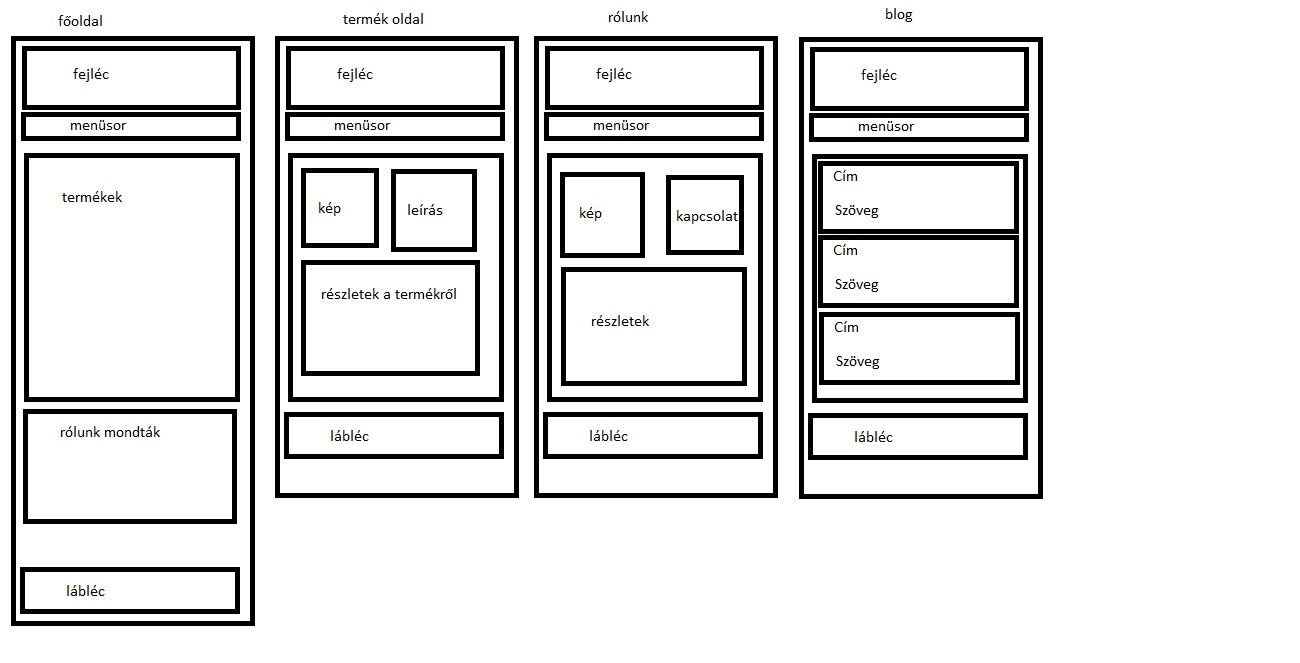 főoldal
fejléc
menüsor
termékek
rólunk mondták
lábléc
termék oldal
fejléc
menüsor
kép
leírás
részletek a termékről
lábléc
rólunk
fejléc
menüsor
kép
kapcsolat
részletek
lábléc
blog
fejléc
menüsor
Cím
Szöveg
Cím
Szöveg
Cím
Szöveg
lábléc